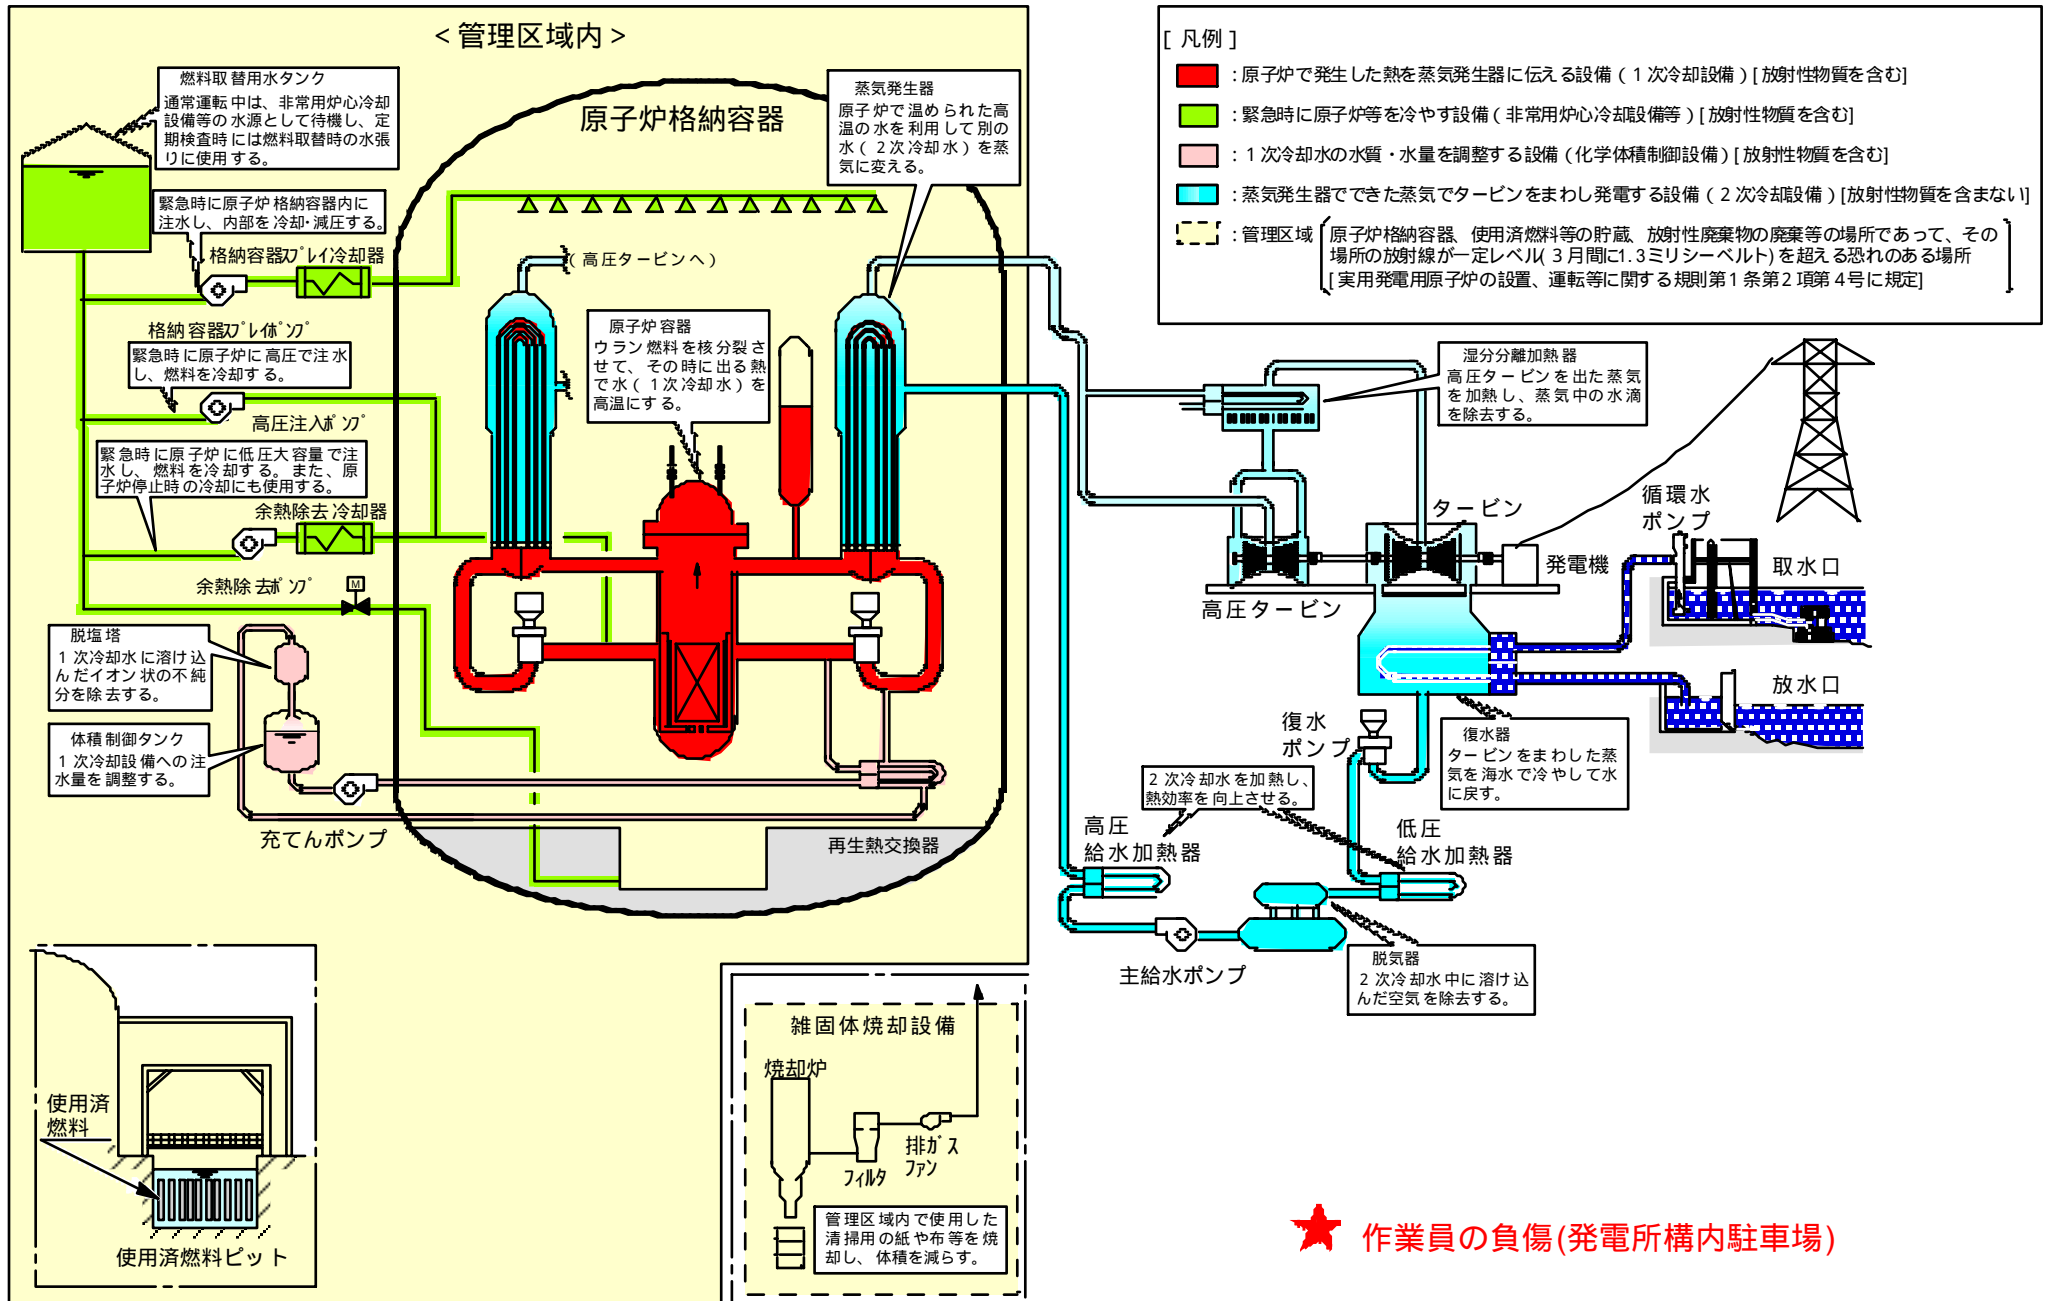 ＜管理区域内＞
燃料取替用水タンク
通常運転中は、非常用炉心冷却
設備等の水源として待機し、定
期検査時には燃料取替時の水張
りに使用する。
緊急時に原子炉格納容器内に
注水し、内部を冷却・減圧する。
格納容器ｽﾌﾟﾚｲ冷却器
格納容器ｽﾌﾟﾚｲﾎﾟﾝﾌﾟ
緊急時に原子炉に高圧で注水
し、燃料を冷却する。
高圧注入ﾎﾟﾝﾌﾟ
緊急時に原子炉に低圧大容量で注
水し、燃料を冷却する。また、原
子炉停止時の冷却にも使用する。
余熱除去冷却器
余熱除去ﾎﾟﾝﾌﾟ
M
脱塩塔
１次冷却水に溶け込
んだイオン状の不純
分を除去する。
体積制御タンク
１次冷却設備への注
水量を調整する。
充てんポンプ
原子炉格納容器
蒸気発生器
原子炉で温められた高
温の水を利用して別の
水（２次冷却水）を蒸
気に変える。
（高圧タービンへ）
原子炉容器
ウラン燃料を核分裂さ
せて、その時に出る熱
で水（１次冷却水）を
高温にする。
再生熱交換器
[ 凡例 ]
：原子炉で発生した熱を蒸気発生器に伝える設備（１次冷却設備）[放射性物質を含む]
：緊急時に原子炉等を冷やす設備（非常用炉心冷却設備等）[放射性物質を含む]
：１次冷却水の水質・水量を調整する設備（化学体積制御設備）[放射性物質を含む]
：蒸気発生器でできた蒸気でタービンをまわし発電する設備（２次冷却設備）[放射性物質を含まない]
：管理区域
原子炉格納容器、使用済燃料等の貯蔵、放射性廃棄物の廃棄等の場所であって、その
場所の放射線が一定レベル（３月間に1.3ミリシーベルト）を超える恐れのある場所
[実用発電用原子炉の設置、運転等に関する規則第１条第２項第４号に規定]
湿分分離加熱器
高圧タービンを出た蒸気
を加熱し、蒸気中の水滴
を除去する。
タービン
発電機
高圧タービン
循環水
ポンプ
取水口
放水口
復水
ポンプ
復水器
タービンをまわした蒸
気を海水で冷やして水
に戻す。
２次冷却水を加熱し、
熱効率を向上させる。
高圧
給水加熱器
低圧
給水加熱器
主給水ポンプ
脱気器
２次冷却水中に溶け込
んだ空気を除去する。
使用済
燃料
使用済燃料ピット
雑固体焼却設備
焼却炉
ﾌｨﾙﾀ
排ｶﾞｽ
ﾌｧﾝ
管理区域内で使用した
清掃用の紙や布等を焼
却し、体積を減らす。
作業員の負傷(発電所構内駐車場)